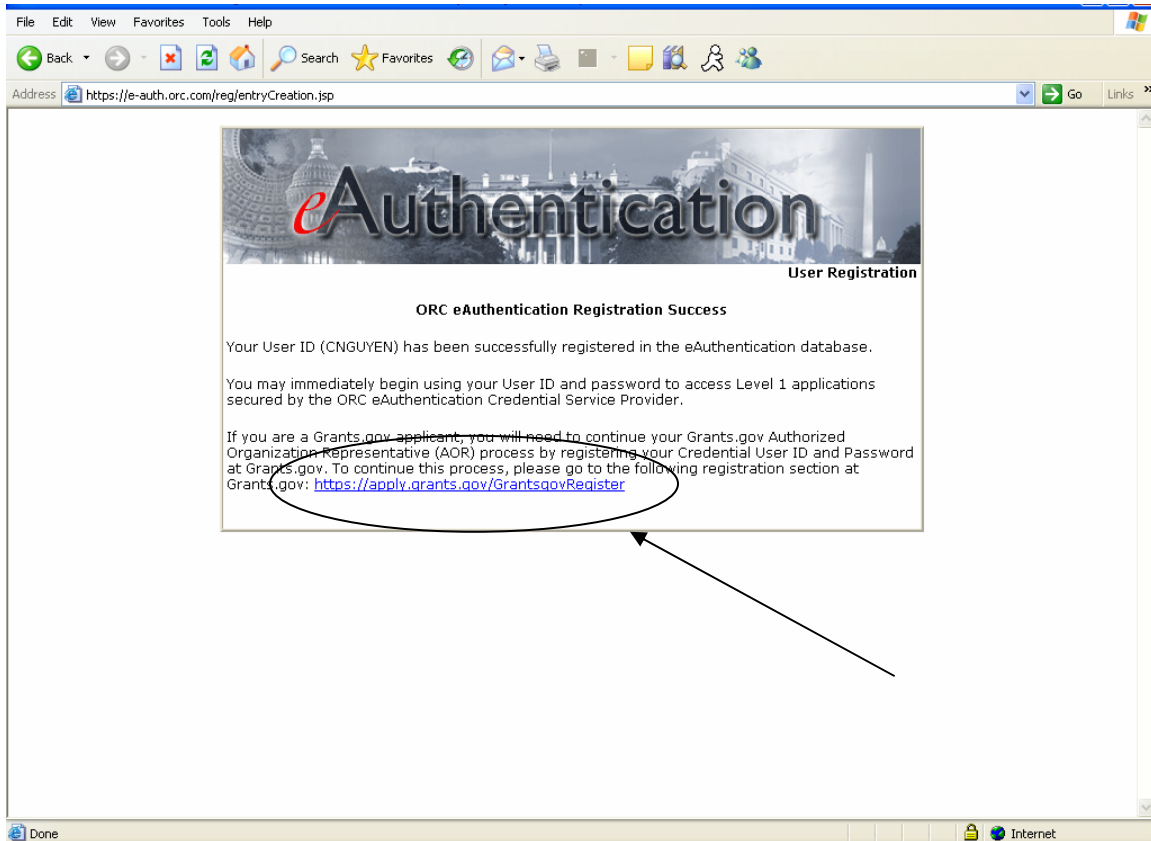 File Edit View Favorites Tools Help
Back Search Favorites
Address https://e-auth.orc.com/reg/entryCreation.jsp Go Links »
eAuthentication
User Registration
ORC eAuthentication Registration Success
Your User ID (CNGUYEN) has been successfully registered in the eAuthentication database.
You may immediately begin using your User ID and password to access Level 1 applications
secured by the ORC eAuthentication Credential Service Provider.
If you are a Grants.gov applicant, you will need to continue your Grants.gov Authorized
Organization Representative (AOR) process by registering your Credential User ID and Password
at Grants.gov. To continue this process, please go to the following registration section at
Grants.gov: https://apply.grants.gov/GrantsgovRegister
Done Internet